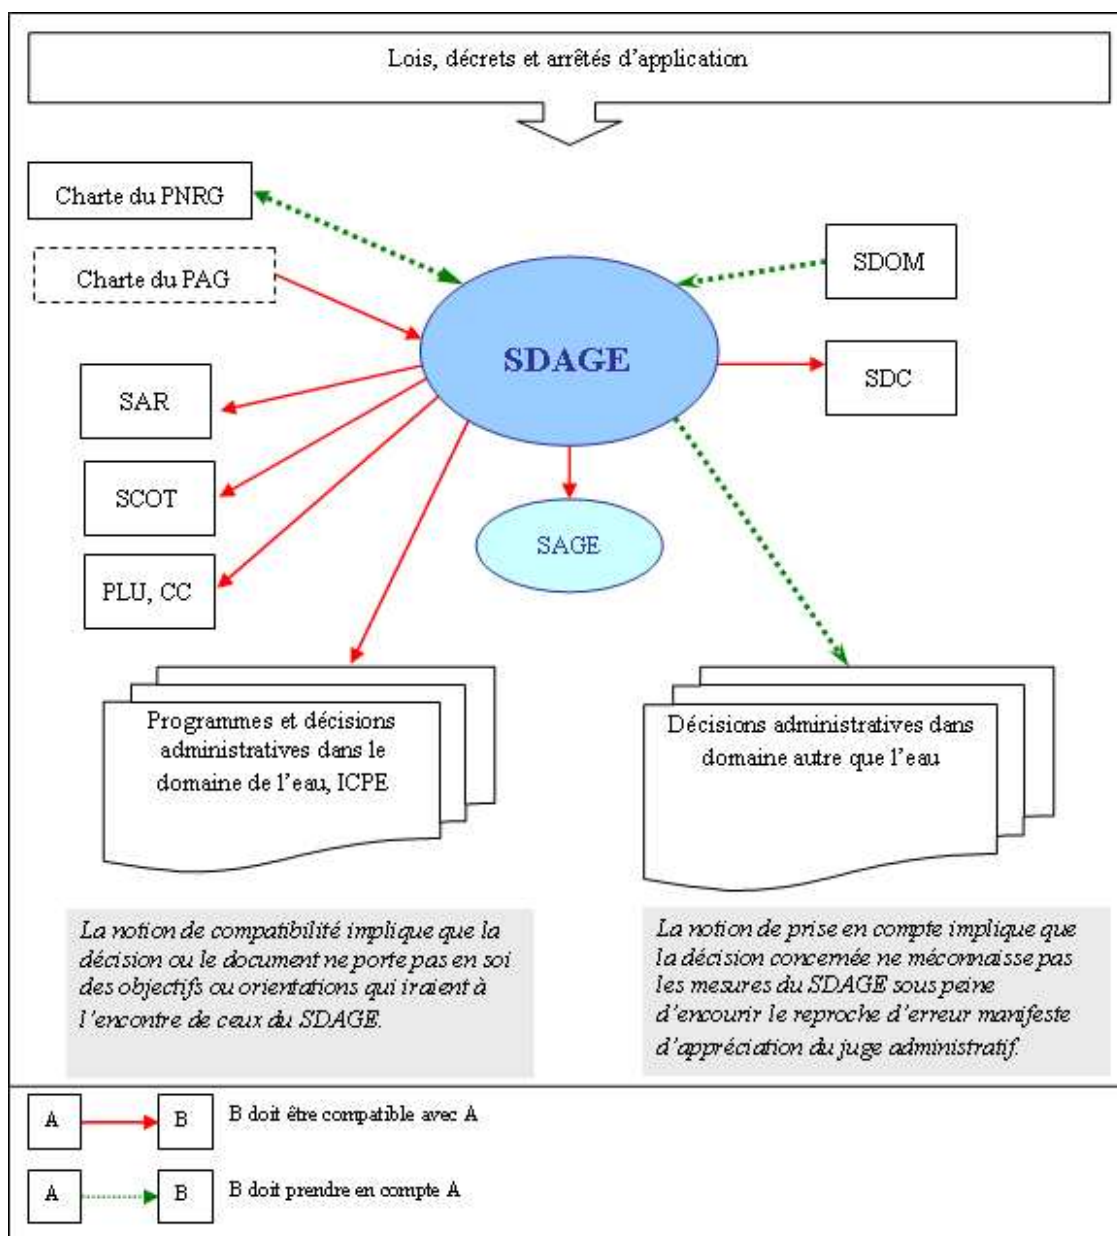 Lois, décrets et arrêtés d’application
Charte du PNRG
Charte du PAG
SDOM
SDAGE
SDC
SAR
SCOT
SAGE
PLU, CC
Programmes et décisions
administratives dans le
domaine de l’eau, ICPE
Décisions administratives dans
domaine autre que l’eau
La notion de compatibilité implique que la
décision ou le document ne porte pas en soi
des objectifs ou orientations qui iraient à
l’encontre de ceux du SDAGE.
La notion de prise en compte implique que
la décision concernée ne méconnaisse pas
les mesures du SDAGE sous peine
d’encourir le reproche d’erreur manifeste
d’appréciation du juge administratif.
A
B
B doit être compatible avec A
A
B
B doit prendre en compte A